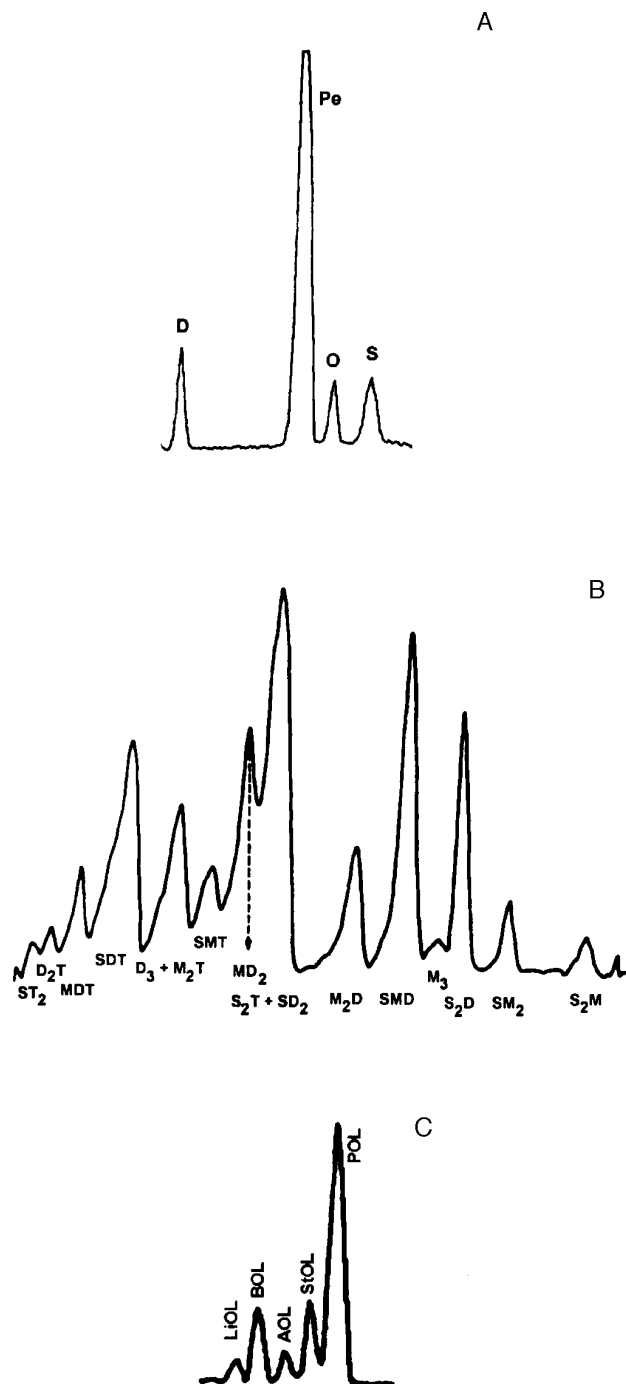 A
Pe
D
O
S
B
SDT
SMT
D₂T
D₃ + M₂T
MD₂
M₃
ST₂
MDT
S₂T + SD₂
M₂D
SMD
S₂D
SM₂
S₂M
C
LiOL
BOL
AOL
StOL
POL